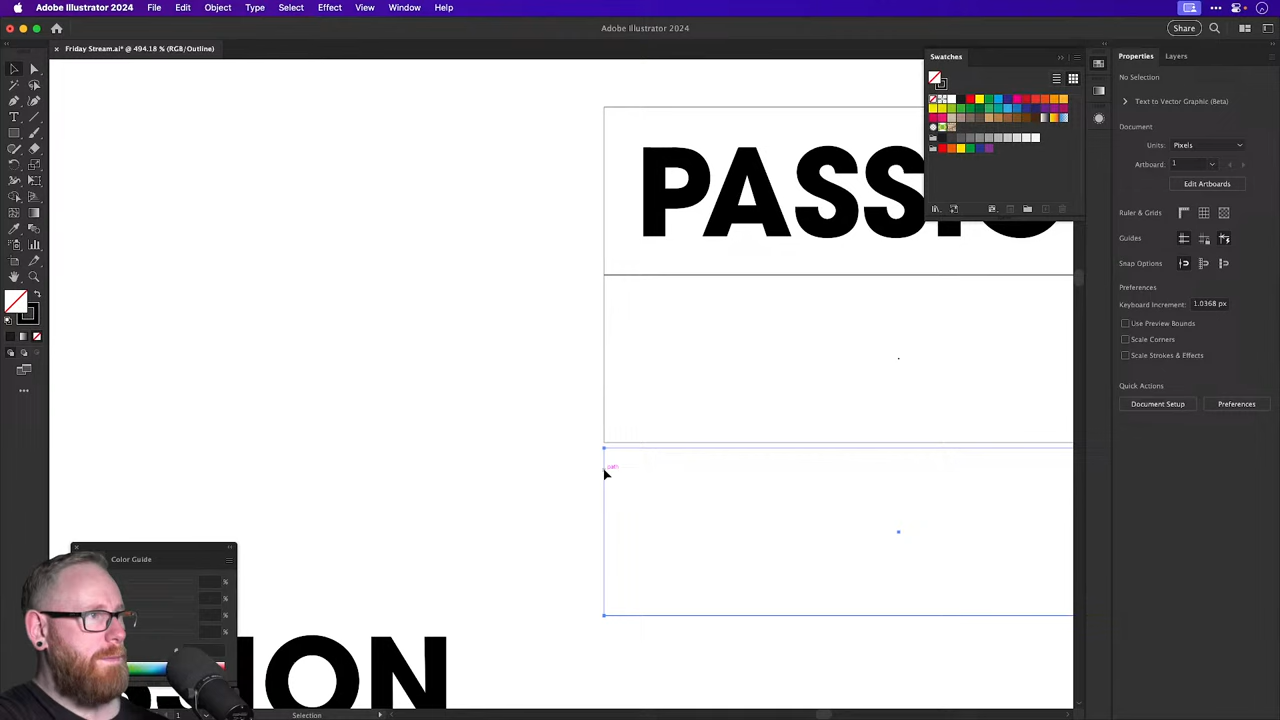 Adobe Illustrator 2024 File Edit Object Type Select Effect View Window Help
Adobe Illustrator 2024
Share
× Friday Stream.ai* @ 494.18 % (RGB/Outline)
Swatches
Properties Layers
No Selection
Text to Vector Graphic (Beta)
Document
Units: Pixels
Artboard: 1
Edit Artboards
Ruler & Grids
Guides
Snap Options
Preferences
Keyboard Increment: 1.0368 px
Use Preview Bounds
Scale Corners
Scale Strokes & Effects
Quick Actions
Document Setup Preferences
PASSIO
path
Color Guide
%
%
%
%
SION
1 Selection